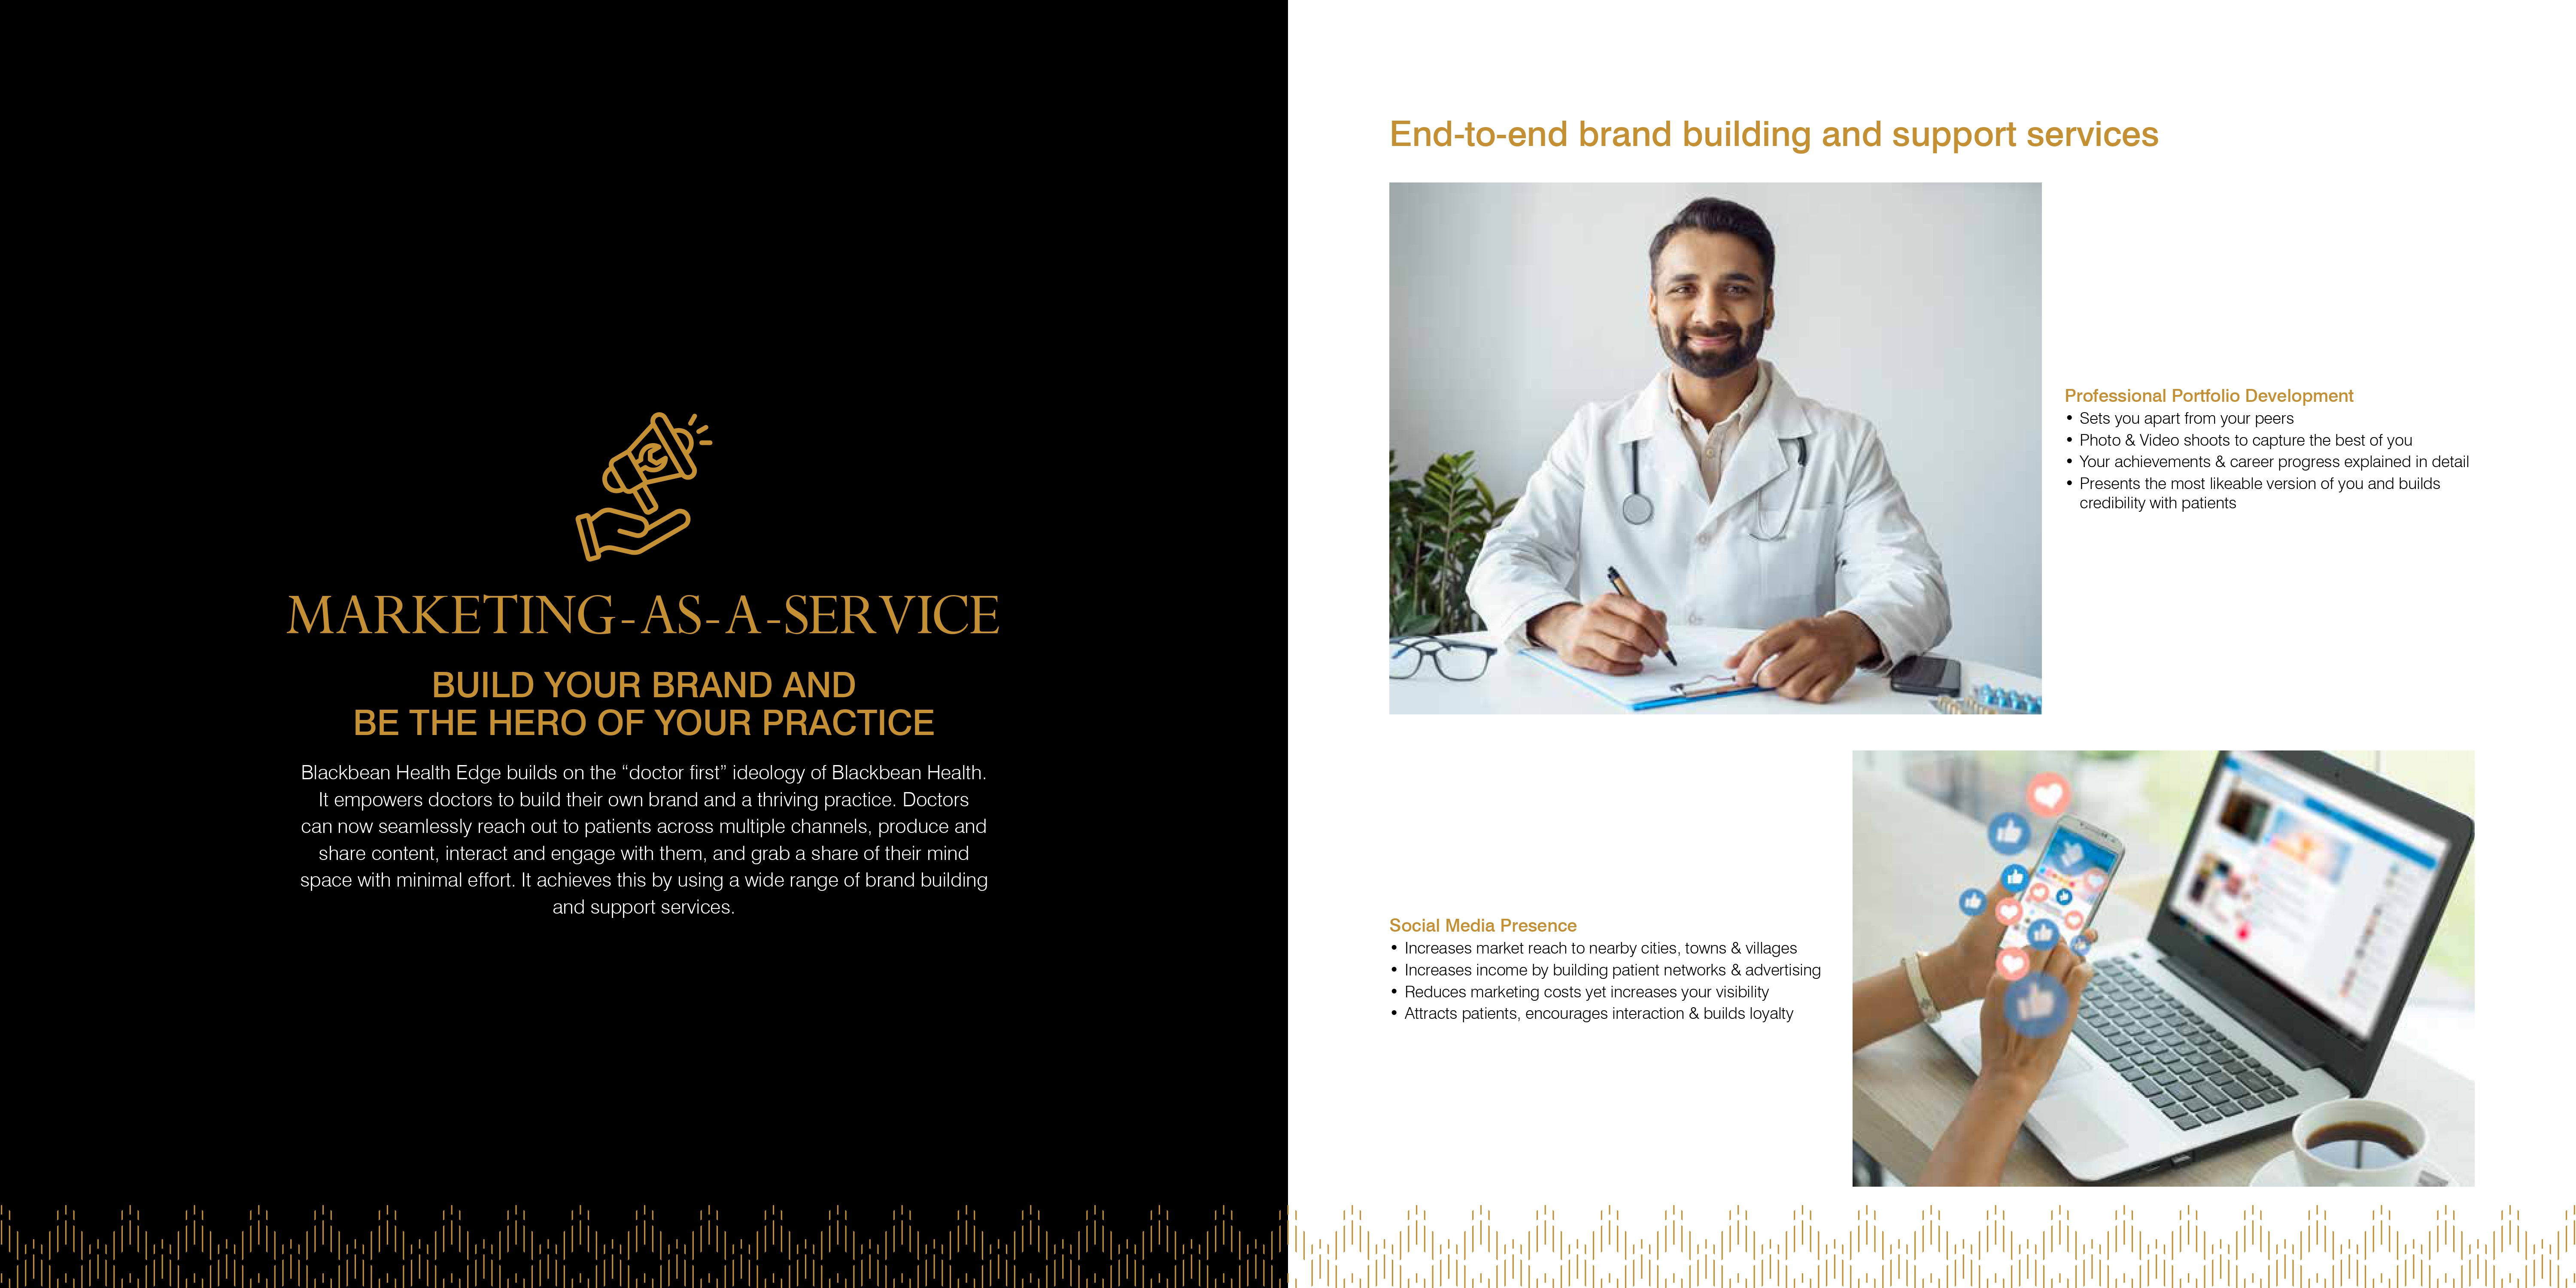 MARKETING-AS-A-SERVICE
BUILD YOUR BRAND AND
BE THE HERO OF YOUR PRACTICE
Blackbean Health Edge builds on the “doctor first” ideology of Blackbean Health.
It empowers doctors to build their own brand and a thriving practice. Doctors
can now seamlessly reach out to patients across multiple channels, produce and
share content, interact and engage with them, and grab a share of their mind
space with minimal effort. It achieves this by using a wide range of brand building
and support services.
End-to-end brand building and support services
Professional Portfolio Development
• Sets you apart from your peers
• Photo & Video shoots to capture the best of you
• Your achievements & career progress explained in detail
• Presents the most likeable version of you and builds
credibility with patients
Social Media Presence
• Increases market reach to nearby cities, towns & villages
• Increases income by building patient networks & advertising
• Reduces marketing costs yet increases your visibility
• Attracts patients, encourages interaction & builds loyalty